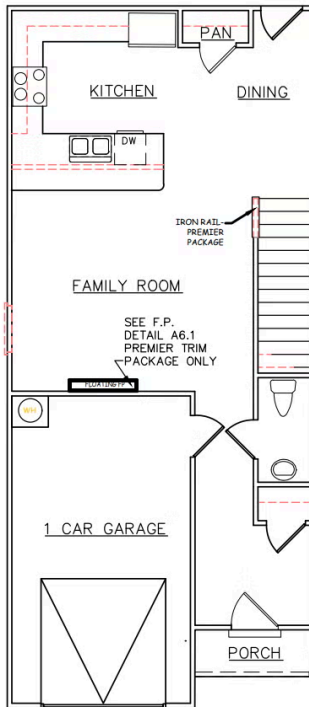 PAN
KITCHEN
DINING
DW
IRON RAIL-
PREMIER
PACKAGE
FAMILY ROOM
SEE F.P.
DETAIL A6.1
PREMIER TRIM
PACKAGE ONLY
FLOATING FP
WH
1 CAR GARAGE
PORCH